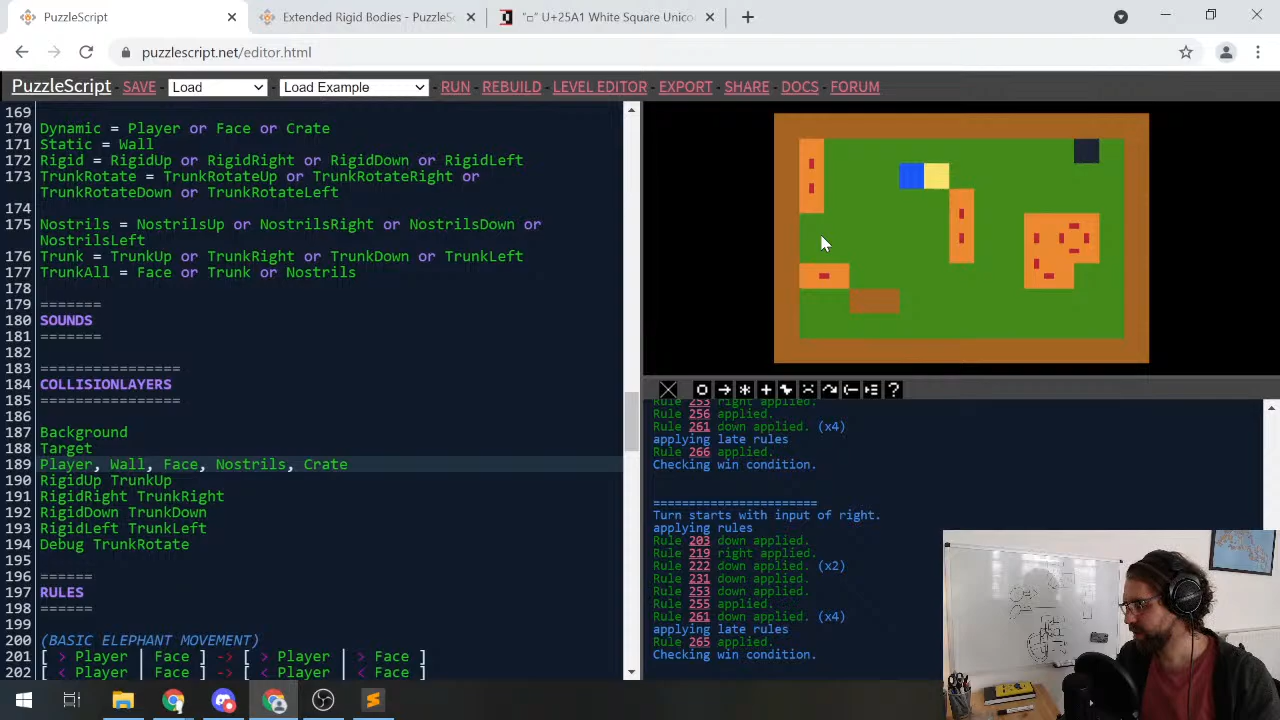 PuzzleScript
Extended Rigid Bodies - PuzzleSc
"□" U+25A1 White Square Unico
puzzlescript.net/editor.html
PuzzleScript - SAVE - Load Load Example - RUN - REBUILD - LEVEL EDITOR - EXPORT - SHARE - DOCS - FORUM
169
170 Dynamic = Player or Face or Crate
171 Static = Wall
172 Rigid = RigidUp or RigidRight or RigidDown or RigidLeft
173 TrunkRotate = TrunkRotateUp or TrunkRotateRight or
TrunkRotateDown or TrunkRotateLeft
174
175 Nostrils = NostrilsUp or NostrilsRight or NostrilsDown or
NostrilsLeft
176 Trunk = TrunkUp or TrunkRight or TrunkDown or TrunkLeft
177 TrunkAll = Face or Trunk or Nostrils
178
179 =======
180 SOUNDS
181 =======
182
183 ================
184 COLLISIONLAYERS
185 ================
186
187 Background
188 Target
189 Player, Wall, Face, Nostrils, Crate
190 RigidUp TrunkUp
191 RigidRight TrunkRight
192 RigidDown TrunkDown
193 RigidLeft TrunkLeft
194 Debug TrunkRotate
195
196 ======
197 RULES
198 ======
199
200 (BASIC ELEPHANT MOVEMENT)
201 [ > Player | Face ] -> [ > Player | > Face ]
202 [ < Player | Face ] -> [ < Player | < Face ]
Rule 253 right applied.
Rule 256 applied.
Rule 261 down applied. (x4)
applying late rules
Rule 266 applied.
Checking win condition.
=======================
Turn starts with input of right.
applying rules
Rule 203 down applied.
Rule 219 right applied.
Rule 222 down applied. (x2)
Rule 231 down applied.
Rule 253 down applied.
Rule 255 applied.
Rule 261 down applied. (x4)
applying late rules
Rule 265 applied.
Checking win condition.